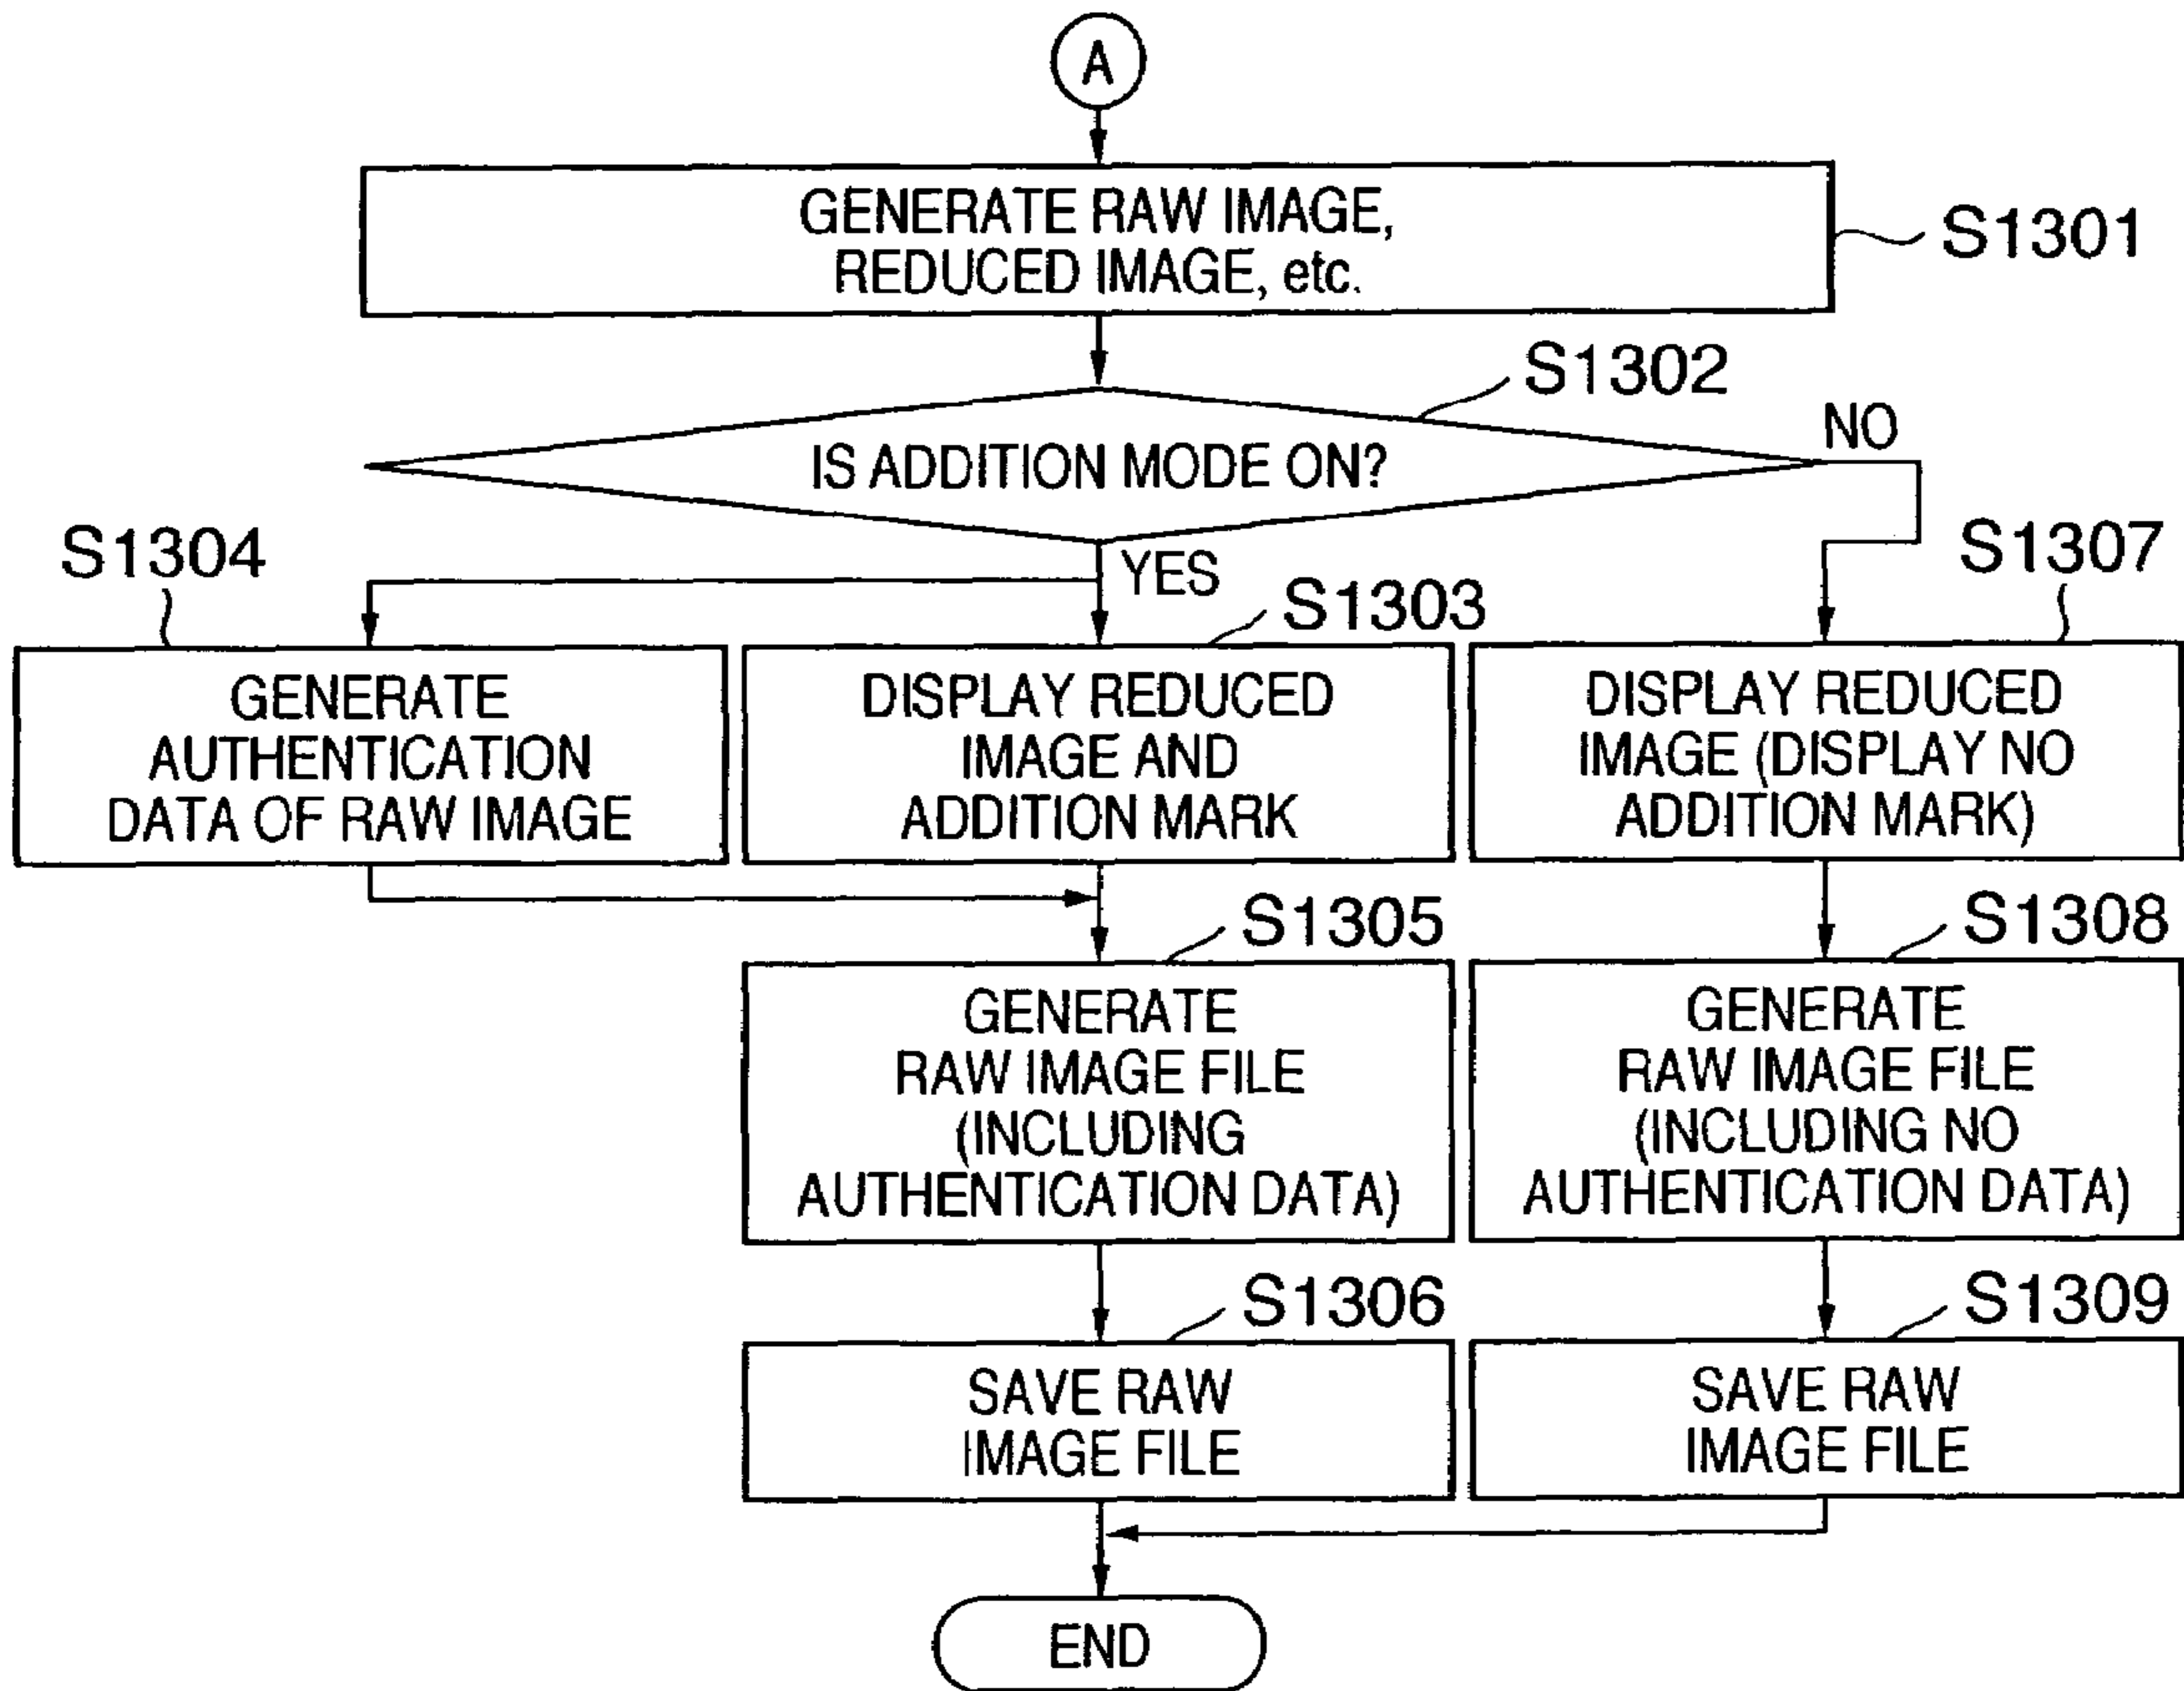 A
GENERATE RAW IMAGE,
REDUCED IMAGE, etc.
S1301
S1302
IS ADDITION MODE ON?
NO
YES
S1304
GENERATE
AUTHENTICATION
DATA OF RAW IMAGE
S1303
DISPLAY REDUCED
IMAGE AND
ADDITION MARK
S1307
DISPLAY REDUCED
IMAGE (DISPLAY NO
ADDITION MARK)
S1305
GENERATE
RAW IMAGE FILE
(INCLUDING
AUTHENTICATION DATA)
S1308
GENERATE
RAW IMAGE FILE
(INCLUDING NO
AUTHENTICATION DATA)
S1306
SAVE RAW
IMAGE FILE
S1309
SAVE RAW
IMAGE FILE
END